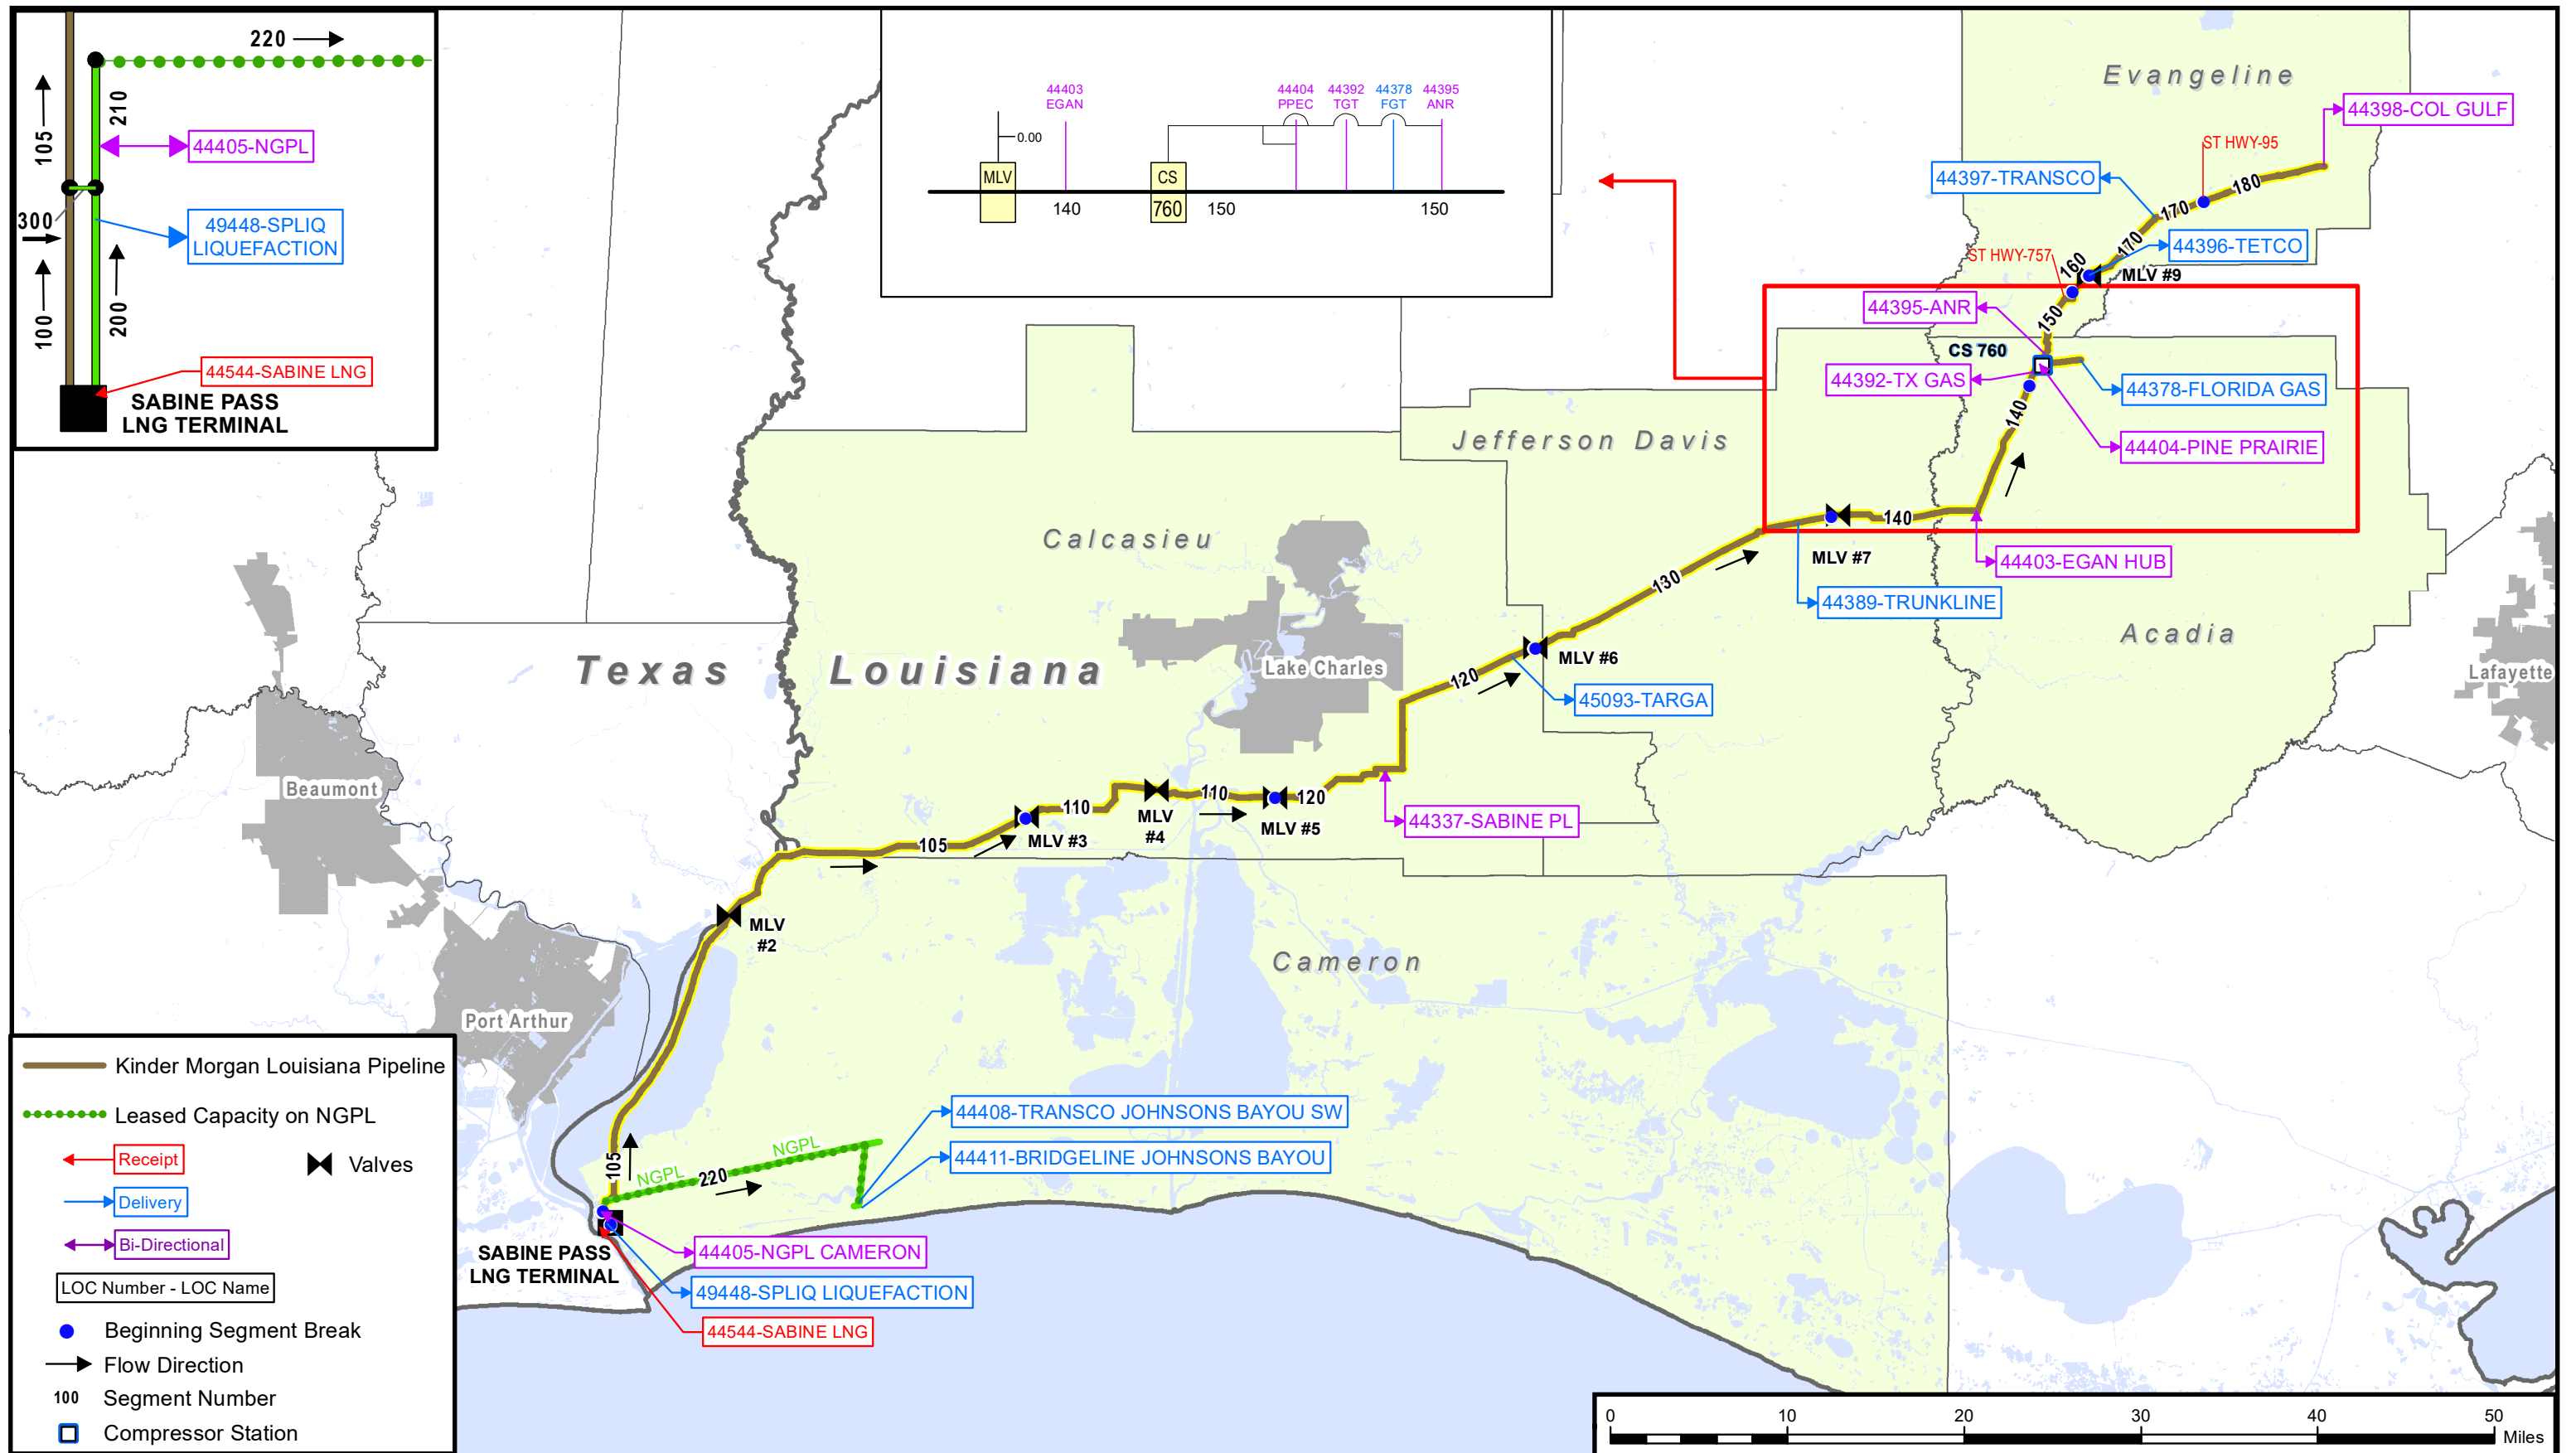 220
105
210
44405-NGPL
300
49448-SPLIQ
LIQUEFACTION
100
200
44544-SABINE LNG
SABINE PASS
LNG TERMINAL
44403
EGAN
44404
PPEC
44392
TGT
44378
FGT
44395
ANR
0.00
MLV
CS
760
140
150
150
Evangeline
44398-COL GULF
ST HWY-95
44397-TRANSCO
180
170
170
44396-TETCO
ST HWY-757
160
MLV #9
44395-ANR
150
CS 760
44392-TX GAS
44378-FLORIDA GAS
140
44404-PINE PRAIRIE
Jefferson Davis
140
MLV #7
44403-EGAN HUB
44389-TRUNKLINE
Calcasieu
130
Acadia
Texas
Louisiana
Lake Charles
MLV #6
Lafayette
120
45093-TARGA
Beaumont
110
MLV
#4
110
120
MLV #5
44337-SABINE PL
MLV #3
105
MLV
#2
Cameron
Port Arthur
44408-TRANSCO JOHNSONS BAYOU SW
44411-BRIDGELINE JOHNSONS BAYOU
NGPL
NGPL
220
105
SABINE PASS
LNG TERMINAL
44405-NGPL CAMERON
49448-SPLIQ LIQUEFACTION
44544-SABINE LNG
Kinder Morgan Louisiana Pipeline
Leased Capacity on NGPL
Receipt
Valves
Delivery
Bi-Directional
LOC Number - LOC Name
Beginning Segment Break
Flow Direction
100 Segment Number
Compressor Station
0 10 20 30 40 50
Miles